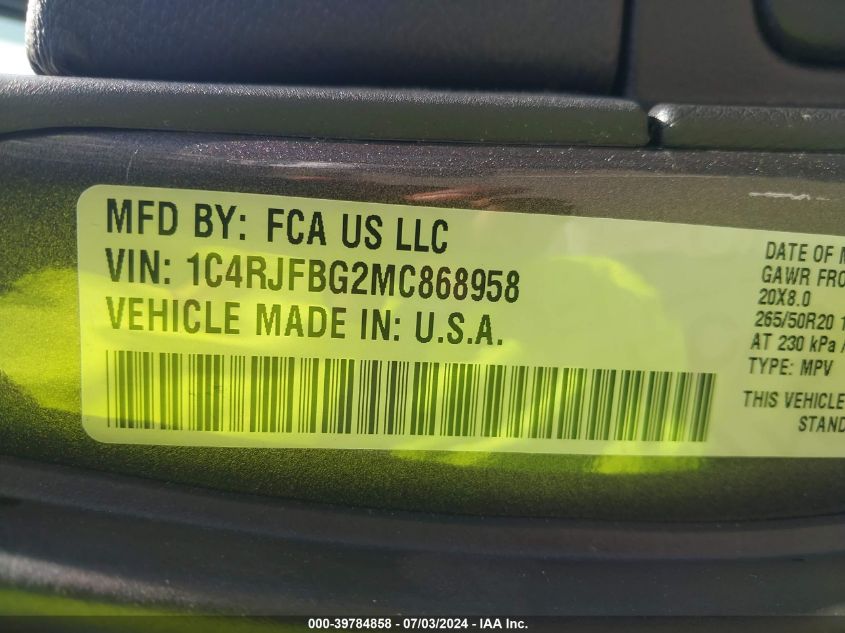 MFD BY: FCA US LLC
VIN: 1C4RJFBG2MC868958
VEHICLE MADE IN: U.S.A.
DATE OF M
GAWR FRO
20X8.0
265/50R20 1
AT 230 kPa /
TYPE: MPV
THIS VEHICLE
STAND
000-39784858 - 07/03/2024 - IAA Inc.